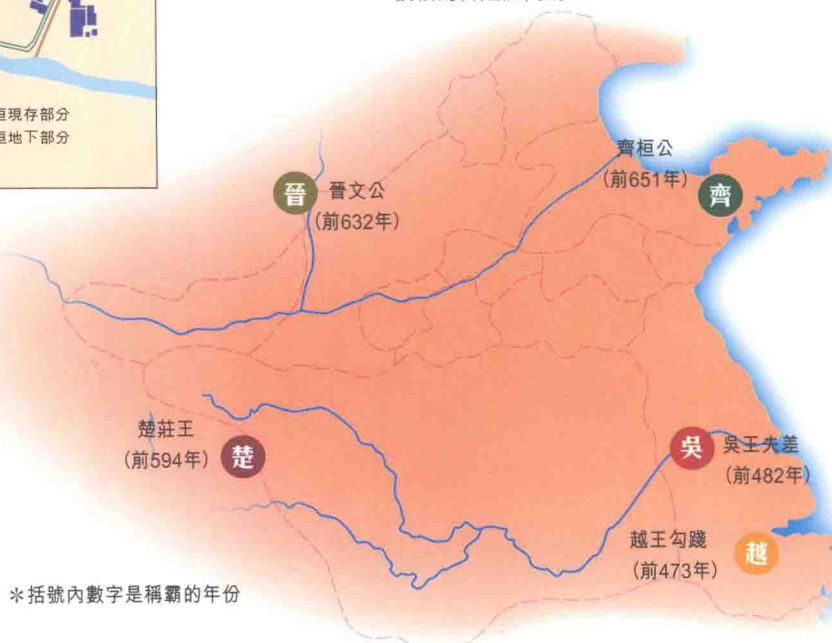 現存部分
地下部分
齊桓公
(前651年)
齊
晉
晉文公
(前632年)
楚莊王
(前594年)
楚
吳
吳王夫差
(前482年)
越王勾踐
(前473年)
越
＊括號內數字是稱霸的年份